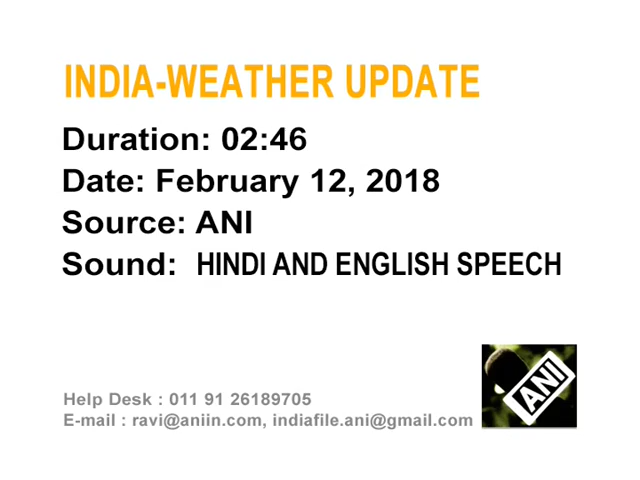 INDIA-WEATHER UPDATE
Duration: 02:46
Date: February 12, 2018
Source: ANI
Sound: HINDI AND ENGLISH SPEECH
ANI
Help Desk : 011 91 26189705
E-mail : ravi@aniin.com, indiafile.ani@gmail.com